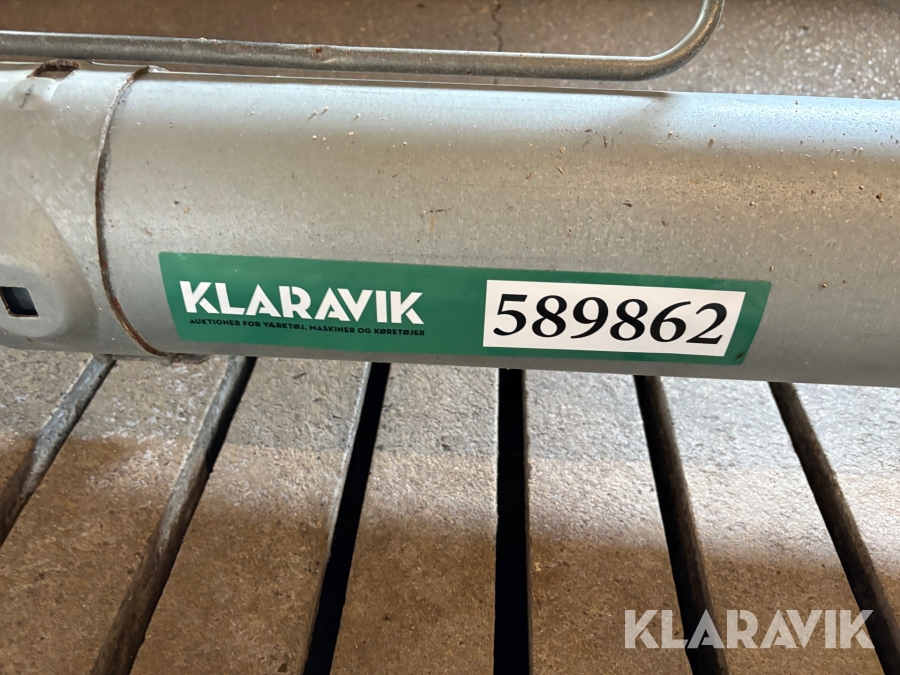 KLARAVIK
AUKTIONER FOR VÆRKTØJ, MASKINER OG KØRETØJER
589862
KLARAVIK